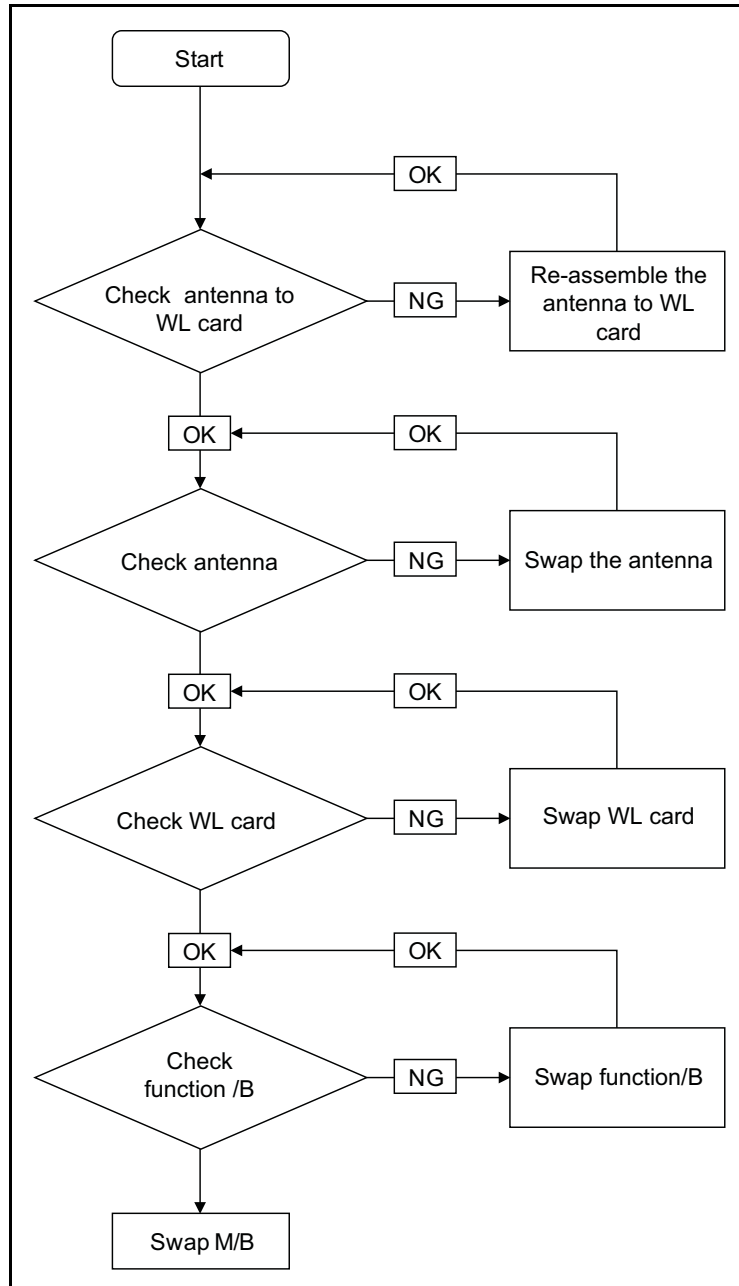 Start
OK
Check antenna to
WL card
NG
Re-assemble the
antenna to WL
card
OK
OK
Check antenna
NG
Swap the antenna
OK
OK
Check WL card
NG
Swap WL card
OK
OK
Check
function /B
NG
Swap function/B
Swap M/B